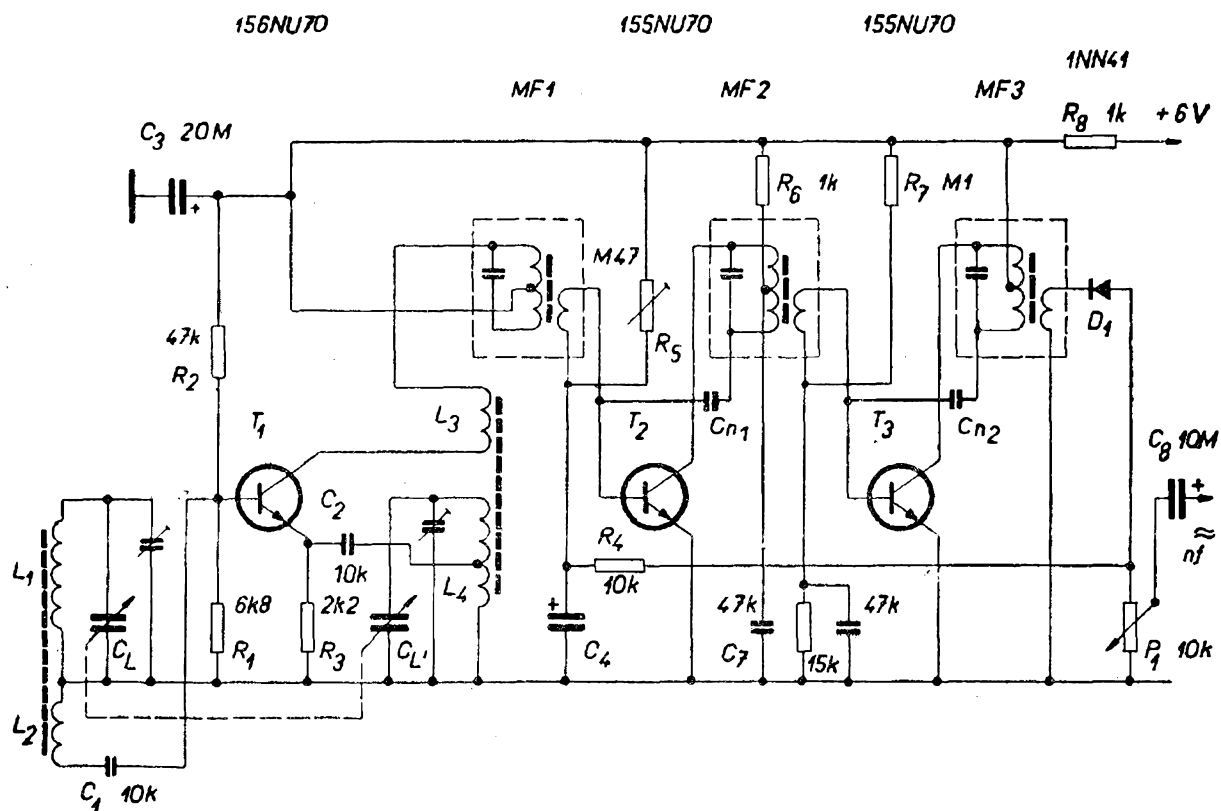 156NU70 155NU70 155NU70
1NN41
MF1 MF2 MF3
R8 1k +6V
C3 20M
+
R6 1k R7 M1
M47
47k
R2
R5
D1
L3
T1 T2 Cn1 T3 Cn2
C8 10M
C2
+
≈
nf
R4
10k 10k
L1 L4
6k8 2k2 + 47k 47k
CL R1 R3 CL' C4 C7 15k P1 10k
L2
C1 10k